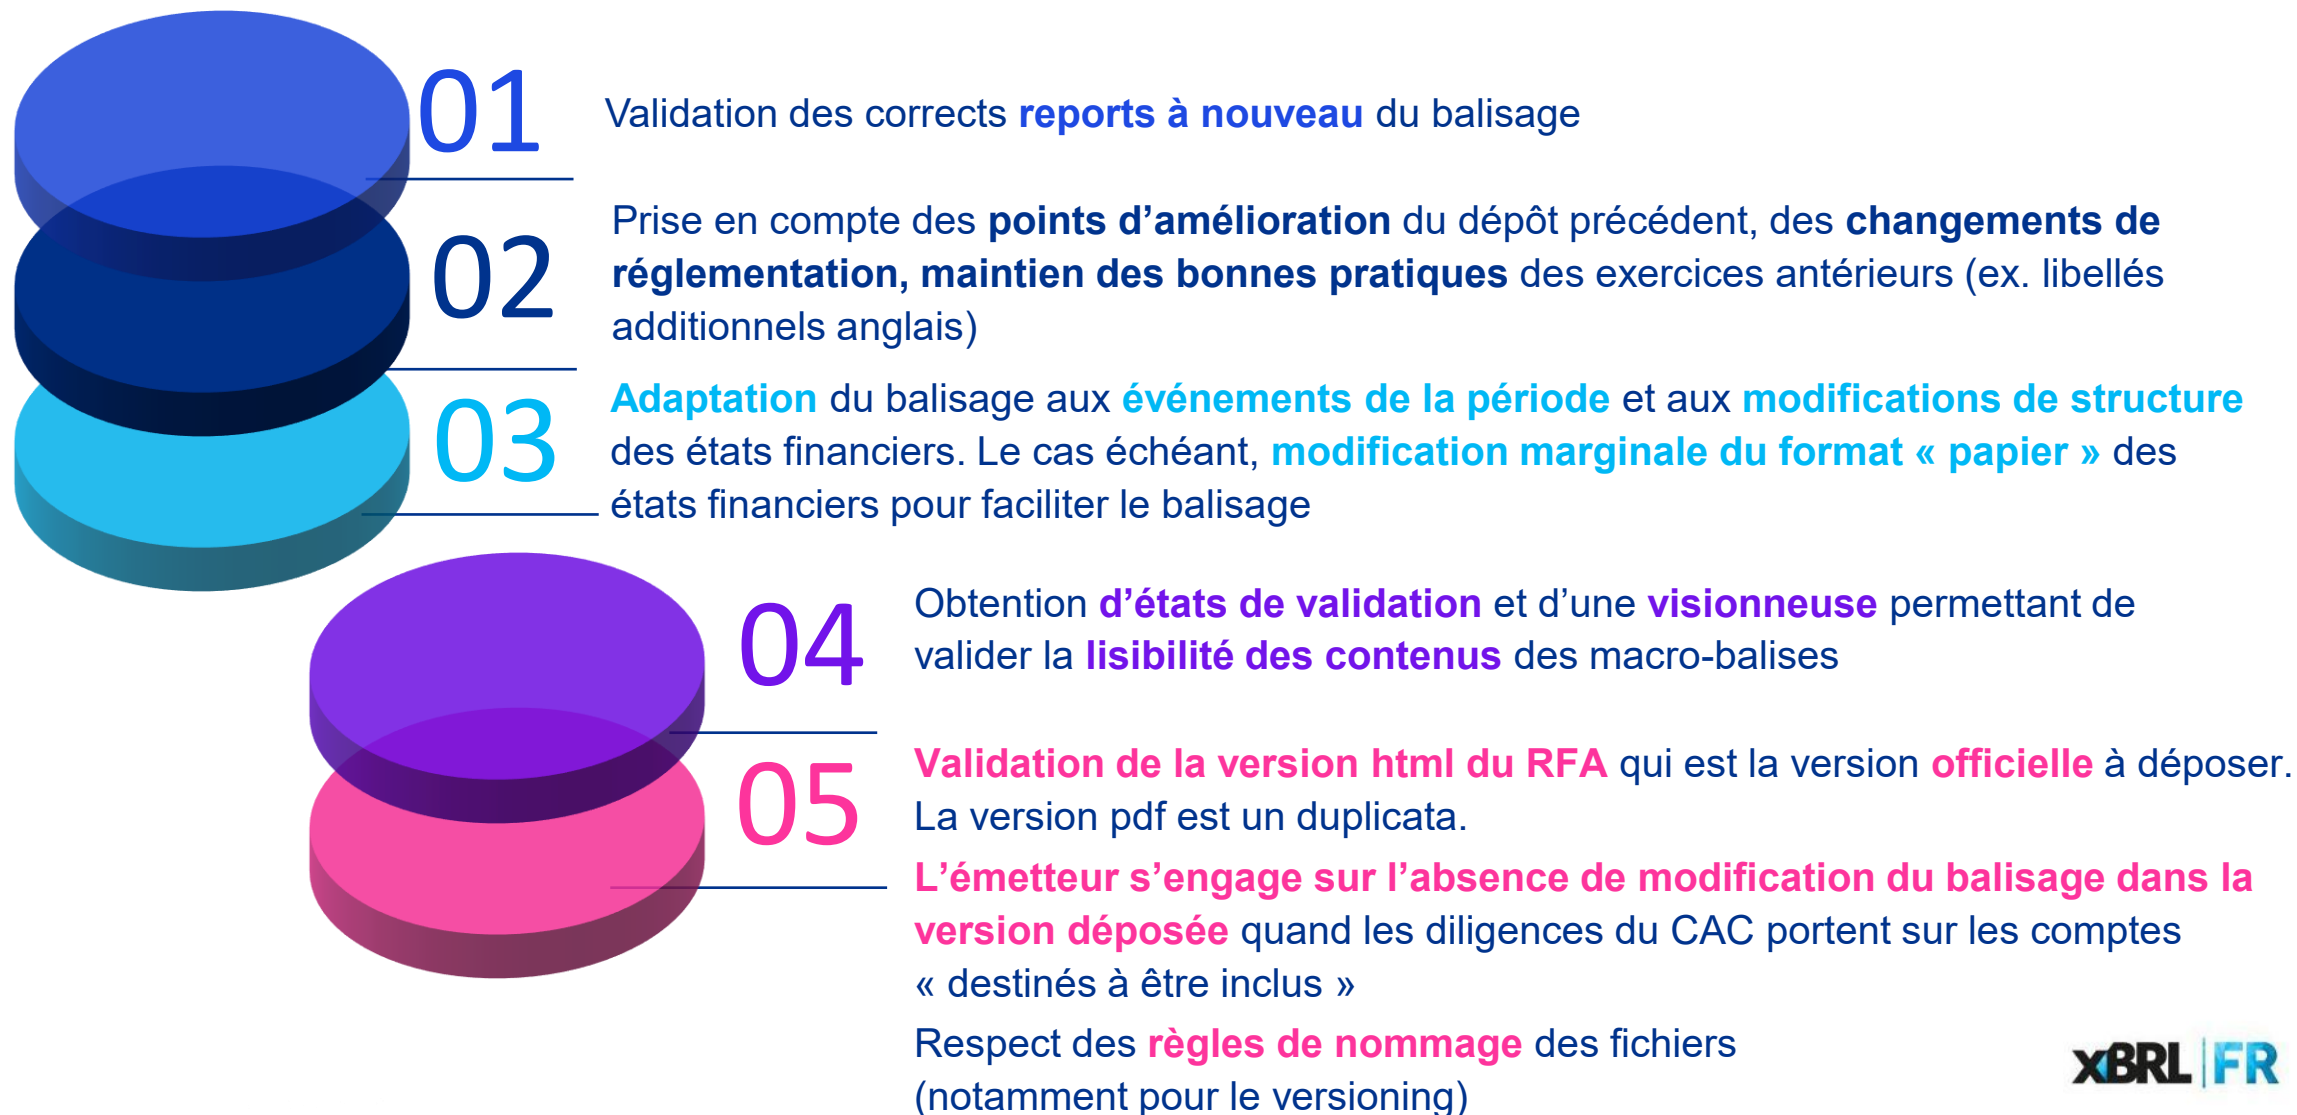 01
Validation des corrects reports à nouveau du balisage
02
Prise en compte des points d’amélioration du dépôt précédent, des changements de
réglementation, maintien des bonnes pratiques des exercices antérieurs (ex. libellés
additionnels anglais)
03
Adaptation du balisage aux événements de la période et aux modifications de structure
des états financiers. Le cas échéant, modification marginale du format « papier » des
états financiers pour faciliter le balisage
04
Obtention d’états de validation et d’une visionneuse permettant de
valider la lisibilité des contenus des macro-balises
05
Validation de la version html du RFA qui est la version officielle à déposer.
La version pdf est un duplicata.
L’émetteur s’engage sur l’absence de modification du balisage dans la
version déposée quand les diligences du CAC portent sur les comptes
« destinés à être inclus »
Respect des règles de nommage des fichiers
(notamment pour le versioning)
XBRL FR